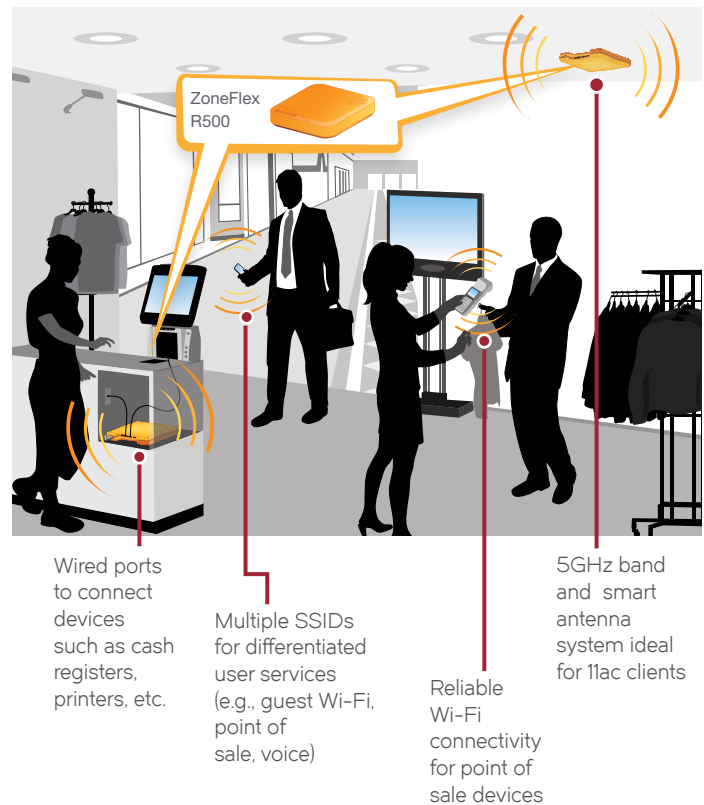 ZoneFlex
R500
Wired ports
to connect
devices
such as cash
registers,
printers, etc.
Multiple SSIDs
for differentiated
user services
(e.g., guest Wi-Fi,
point of
sale, voice)
Reliable
Wi-Fi
connectivity
for point of
sale devices
5GHz band
and smart
antenna
system ideal
for 11ac clients